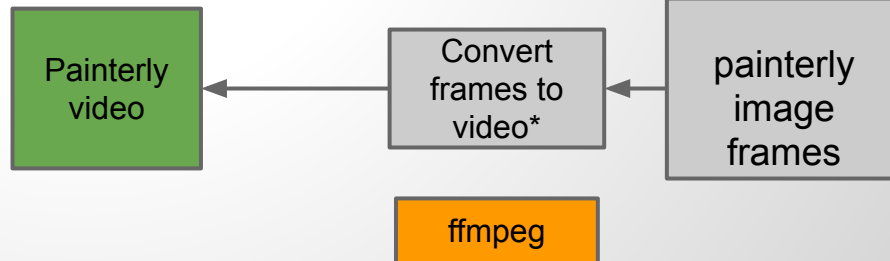 Painterly
video
Convert
frames to
video*
painterly
image
frames
ffmpeg